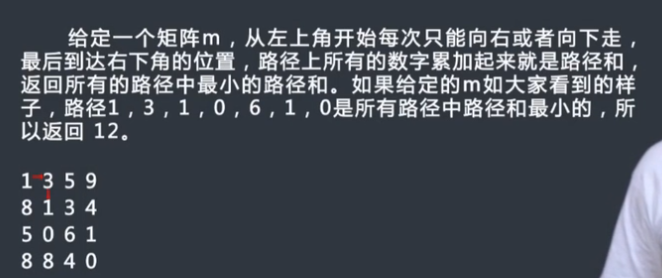 给定一个矩阵m，从左上角开始每次只能向右或者向下走，
最后到达右下角的位置，路径上所有的数字累加起来就是路径和，
返回所有的路径中最小的路径和。如果给定的m如大家看到的样
子，路径1，3，1，0，6，1，0是所有路径中路径和最小的，所
以返回 12。
1 3 5 9
8 1 3 4
5 0 6 1
8 8 4 0